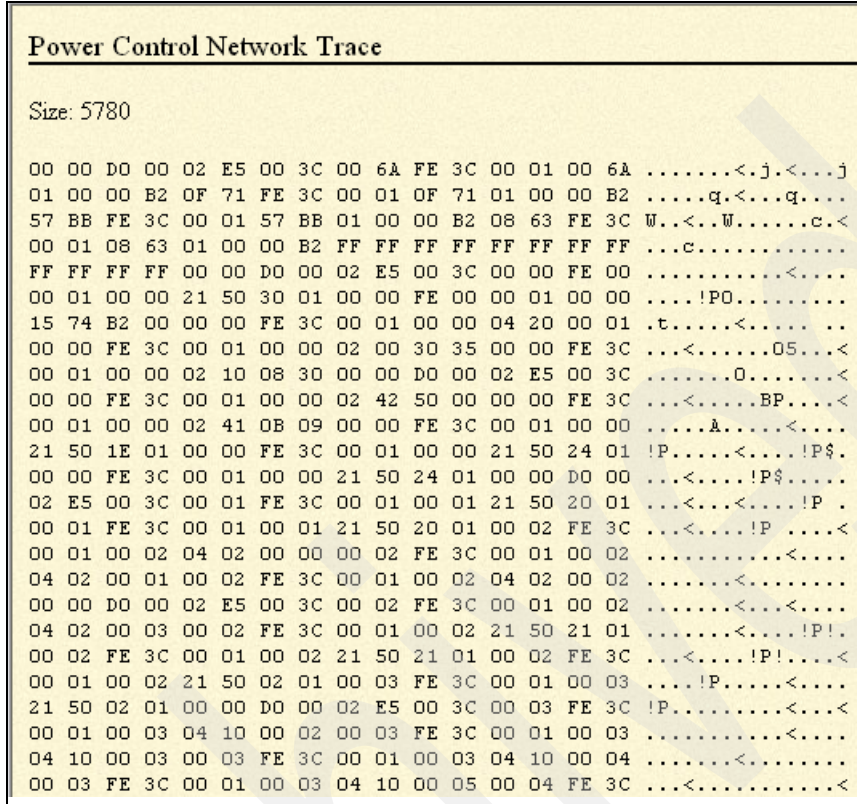 Power Control Network Trace
Size: 5780
00 00 D0 00 02 E5 00 3C 00 6A FE 3C 00 01 00 6A .......<.j.<...j
01 00 00 B2 0F 71 FE 3C 00 01 0F 71 01 00 00 B2 .....q.<...q....
57 BB FE 3C 00 01 57 BB 01 00 00 B2 08 63 FE 3C W..<..W......c.<
00 01 08 63 01 00 00 B2 FF FF FF FF FF FF FF FF ...c............
FF FF FF FF 00 00 D0 00 02 E5 00 3C 00 00 FE 00 ...........<....
00 01 00 00 21 50 30 01 00 00 FE 00 00 01 00 00 ....!P0.........
15 74 B2 00 00 00 FE 3C 00 01 00 00 04 20 00 01 .t.....<..... ..
00 00 FE 3C 00 01 00 00 02 00 30 35 00 00 FE 3C ...<......05...<
00 01 00 00 02 10 08 30 00 00 D0 00 02 E5 00 3C .......0.......<
00 00 FE 3C 00 01 00 00 02 42 50 00 00 00 FE 3C ...<.....BP....<
00 01 00 00 02 41 0B 09 00 00 FE 3C 00 01 00 00 .....A.....<....
21 50 1E 01 00 00 FE 3C 00 01 00 00 21 50 24 01 !P.....<....!P$.
00 00 FE 3C 00 01 00 00 21 50 24 01 00 00 D0 00 ...<....!P$.....
02 E5 00 3C 00 01 FE 3C 00 01 00 01 21 50 20 01 ...<...<....!P .
00 01 FE 3C 00 01 00 01 21 50 20 01 00 02 FE 3C ...<....!P ....<
00 01 00 02 04 02 00 00 00 02 FE 3C 00 01 00 02 ...........<....
04 02 00 01 00 02 FE 3C 00 01 00 02 04 02 00 02 .......<........
00 00 D0 00 02 E5 00 3C 00 02 FE 3C 00 01 00 02 .......<...<....
04 02 00 03 00 02 FE 3C 00 01 00 02 21 50 21 01 .......<....!P!.
00 02 FE 3C 00 01 00 02 21 50 21 01 00 02 FE 3C ...<....!P!....<
00 01 00 02 21 50 02 01 00 03 FE 3C 00 01 00 03 ....!P.....<....
21 50 02 01 00 00 D0 00 02 E5 00 3C 00 03 FE 3C !P.........<...<
00 01 00 03 04 10 00 02 00 03 FE 3C 00 01 00 03 ...........<....
04 10 00 03 00 03 FE 3C 00 01 00 03 04 10 00 04 .......<........
00 03 FE 3C 00 01 00 03 04 10 00 05 00 04 FE 3C ...<...........<